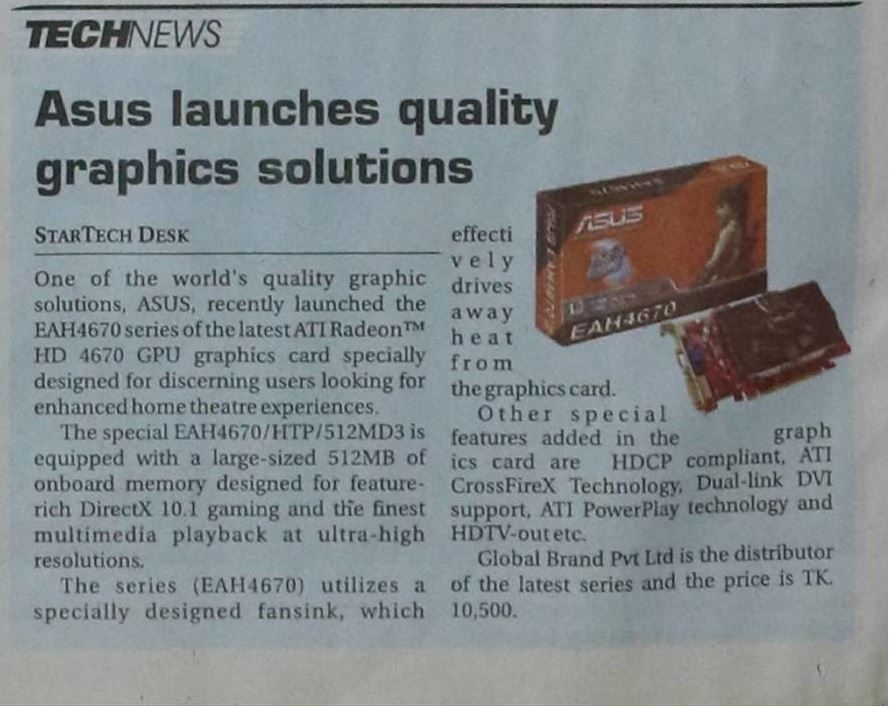 TECHNEWS
Asus launches quality
graphics solutions
STARTECH DESK
One of the world's quality graphic
solutions, ASUS, recently launched the
EAH4670 series of the latest ATI Radeon™
HD 4670 GPU graphics card specially
designed for discerning users looking for
enhanced home theatre experiences.
The special EAH4670/HTP/512MD3 is
equipped with a large-sized 512MB of
onboard memory designed for feature-
rich DirectX 10.1 gaming and the finest
multimedia playback at ultra-high
resolutions.
The series (EAH4670) utilizes a
specially designed fansink, which
effecti
vely
drives
away
heat
from
the graphics card.
Other special
features added in the graph
ics card are HDCP compliant, ATI
CrossFireX Technology, Dual-link DVI
support, ATI PowerPlay technology and
HDTV-out etc.
Global Brand Pvt Ltd is the distributor
of the latest series and the price is TK.
10,500.
ASUS
EAH4670